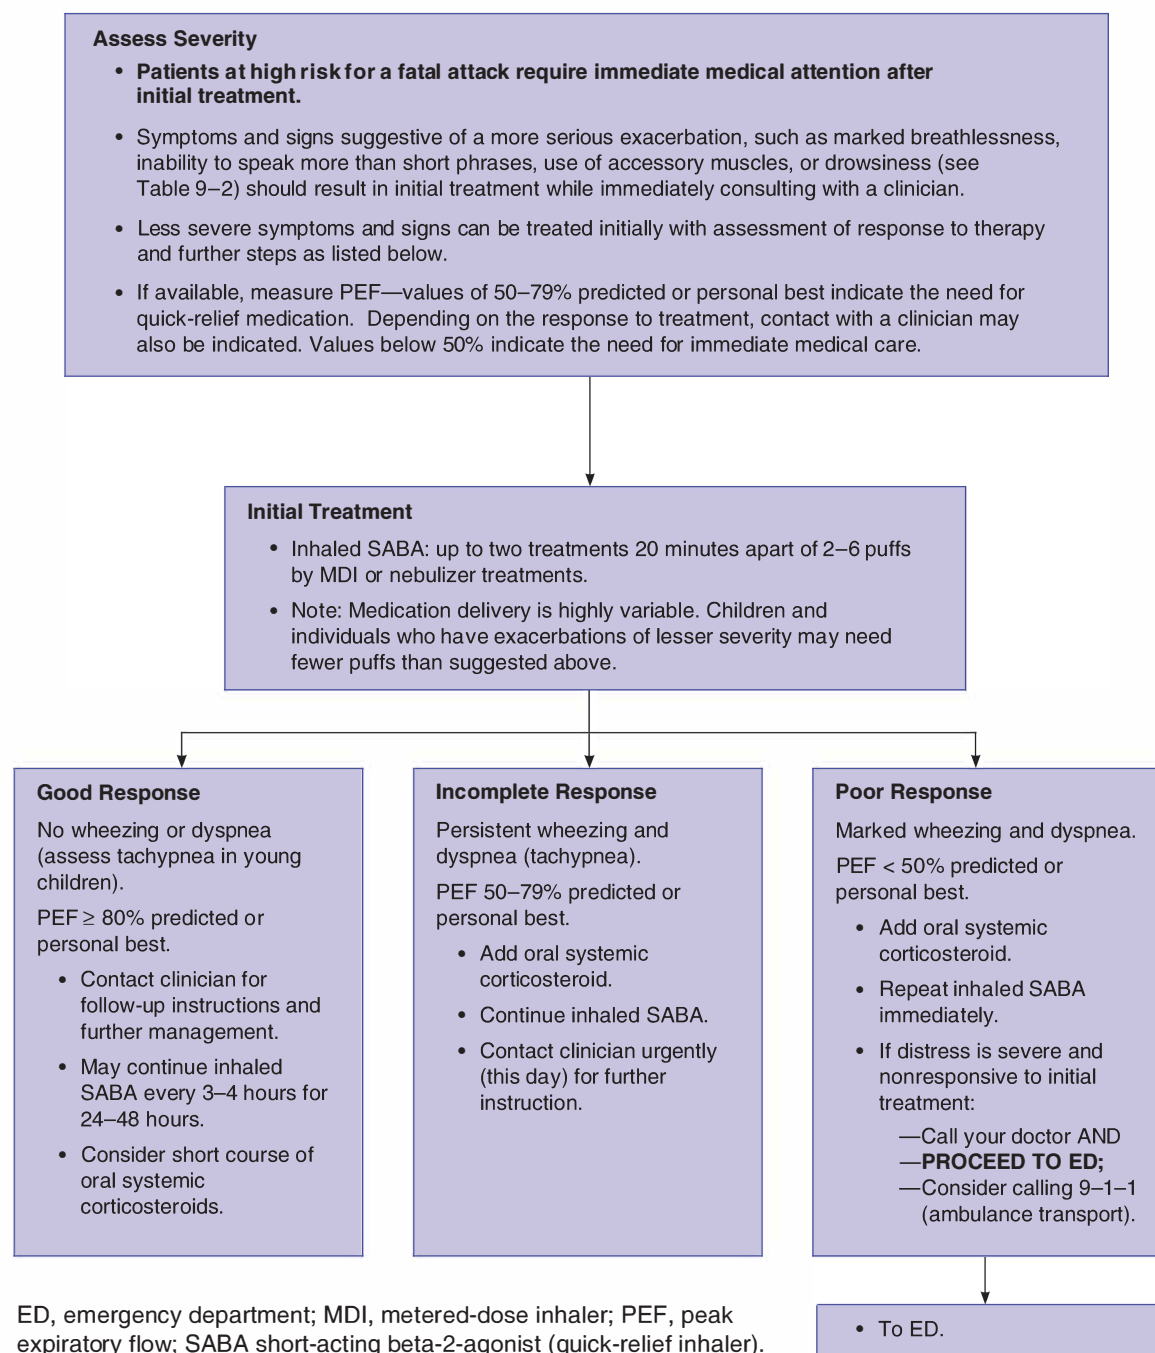 Assess Severity
• Patients at high risk for a fatal attack require immediate medical attention after
initial treatment.
• Symptoms and signs suggestive of a more serious exacerbation, such as marked breathlessness,
inability to speak more than short phrases, use of accessory muscles, or drowsiness (see
Table 9–2) should result in initial treatment while immediately consulting with a clinician.
• Less severe symptoms and signs can be treated initially with assessment of response to therapy
and further steps as listed below.
• If available, measure PEF—values of 50–79% predicted or personal best indicate the need for
quick-relief medication. Depending on the response to treatment, contact with a clinician may
also be indicated. Values below 50% indicate the need for immediate medical care.
Initial Treatment
• Inhaled SABA: up to two treatments 20 minutes apart of 2–6 puffs
by MDI or nebulizer treatments.
• Note: Medication delivery is highly variable. Children and
individuals who have exacerbations of lesser severity may need
fewer puffs than suggested above.
Good Response
No wheezing or dyspnea
(assess tachypnea in young
children).
PEF ≥ 80% predicted or
personal best.
• Contact clinician for
follow-up instructions and
further management.
• May continue inhaled
SABA every 3–4 hours for
24–48 hours.
• Consider short course of
oral systemic
corticosteroids.
Incomplete Response
Persistent wheezing and
dyspnea (tachypnea).
PEF 50–79% predicted or
personal best.
• Add oral systemic
corticosteroid.
• Continue inhaled SABA.
• Contact clinician urgently
(this day) for further
instruction.
Poor Response
Marked wheezing and dyspnea.
PEF < 50% predicted or
personal best.
• Add oral systemic
corticosteroid.
• Repeat inhaled SABA
immediately.
• If distress is severe and
nonresponsive to initial
treatment:
—Call your doctor AND
—PROCEED TO ED;
—Consider calling 9–1–1
(ambulance transport).
• To ED.
ED, emergency department; MDI, metered-dose inhaler; PEF, peak
expiratory flow; SABA short-acting beta-2-agonist (quick-relief inhaler).